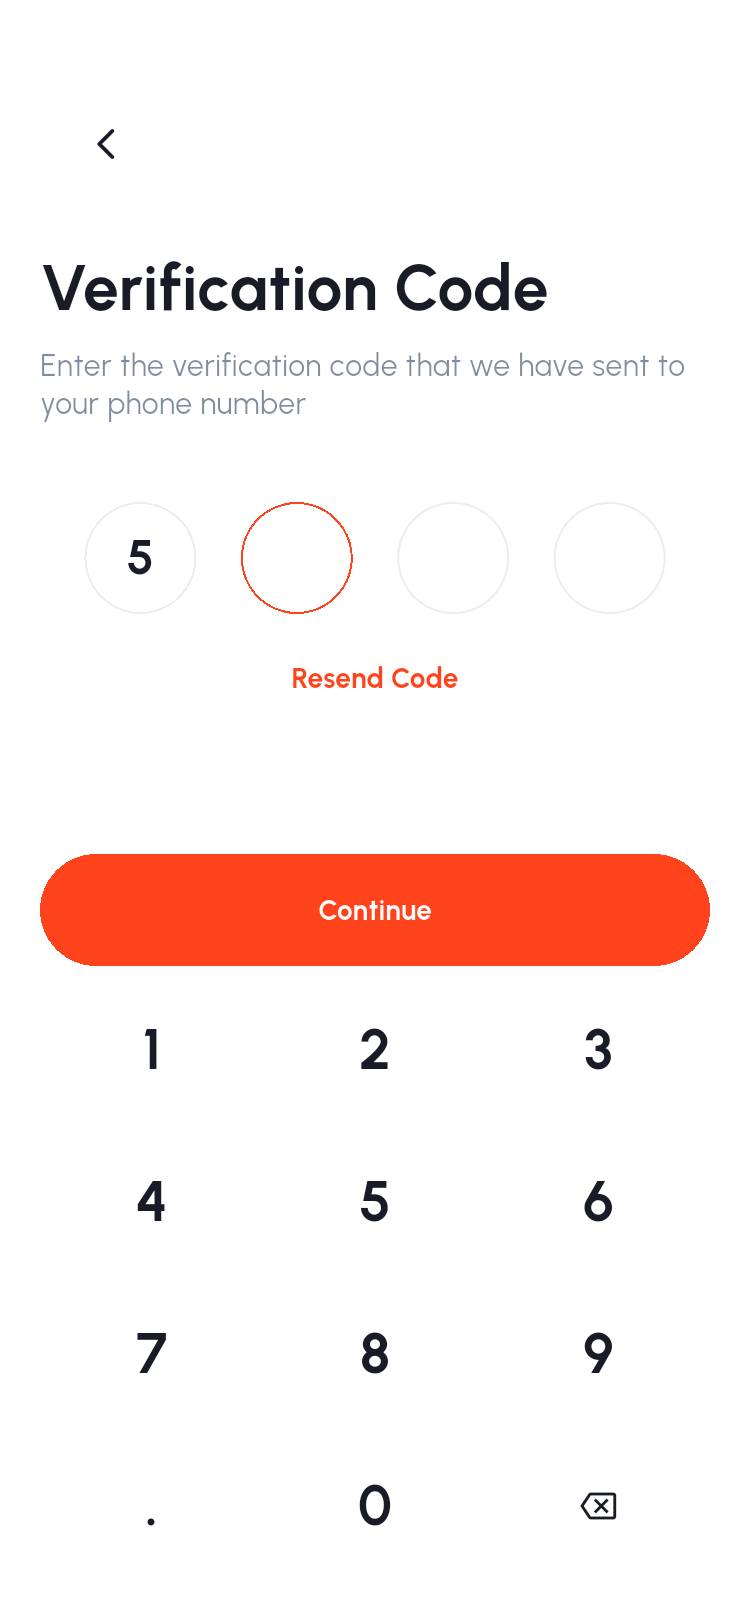 Verification Code
Enter the verification code that we have sent to
your phone number
5
Resend Code
Continue
1 2 3
4 5 6
7 8 9
. 0